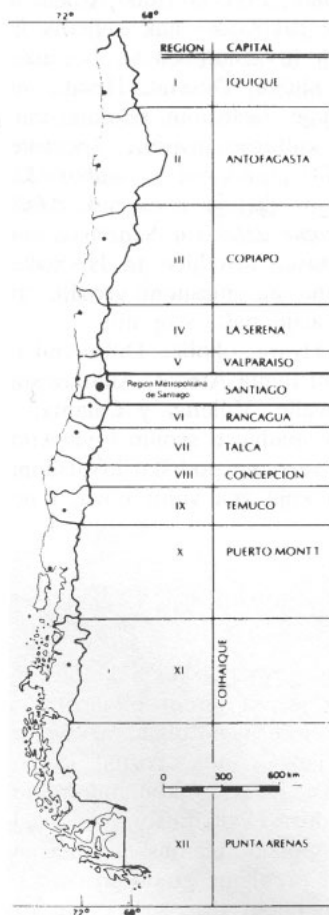 72° 68°
REGION CAPITAL
I IQUIQUE
II ANTOFAGASTA
III COPIAPO
IV LA SERENA
V VALPARAISO
Region Metropolitana
de Santiago
SANTIAGO
VI RANCAGUA
VII TALCA
VIII CONCEPCION
IX TEMUCO
X PUERTO MONTT
XI COIHAIQUE
0 300 600 km
XII PUNTA ARENAS
72° 68°